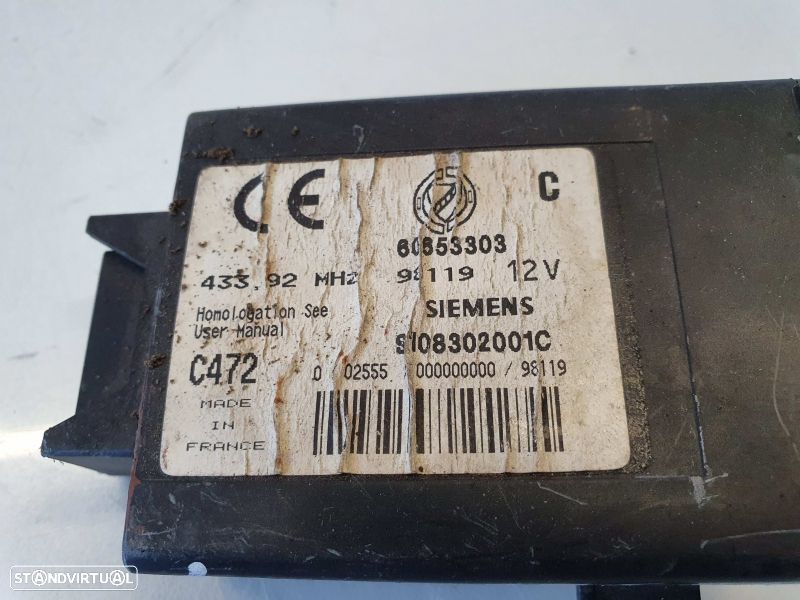 CE C
60653303
433.92 MHZ 98119 12V
Homologation See
User Manual
SIEMENS
S108302001C
C472
0 02555 000000000 / 98119
MADE
IN
FRANCE
STANDVIRTUAL